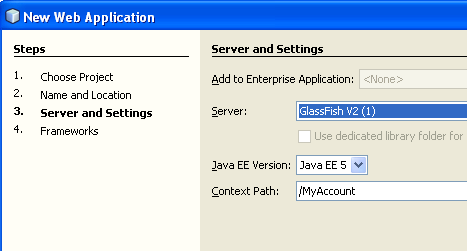 New Web Application
Steps
1. Choose Project
2. Name and Location
3. Server and Settings
4. Frameworks
Server and Settings
Add to Enterprise Application: <None>
Server: GlassFish V2 (1)
Use dedicated library folder for
Java EE Version: Java EE 5
Context Path: /MyAccount